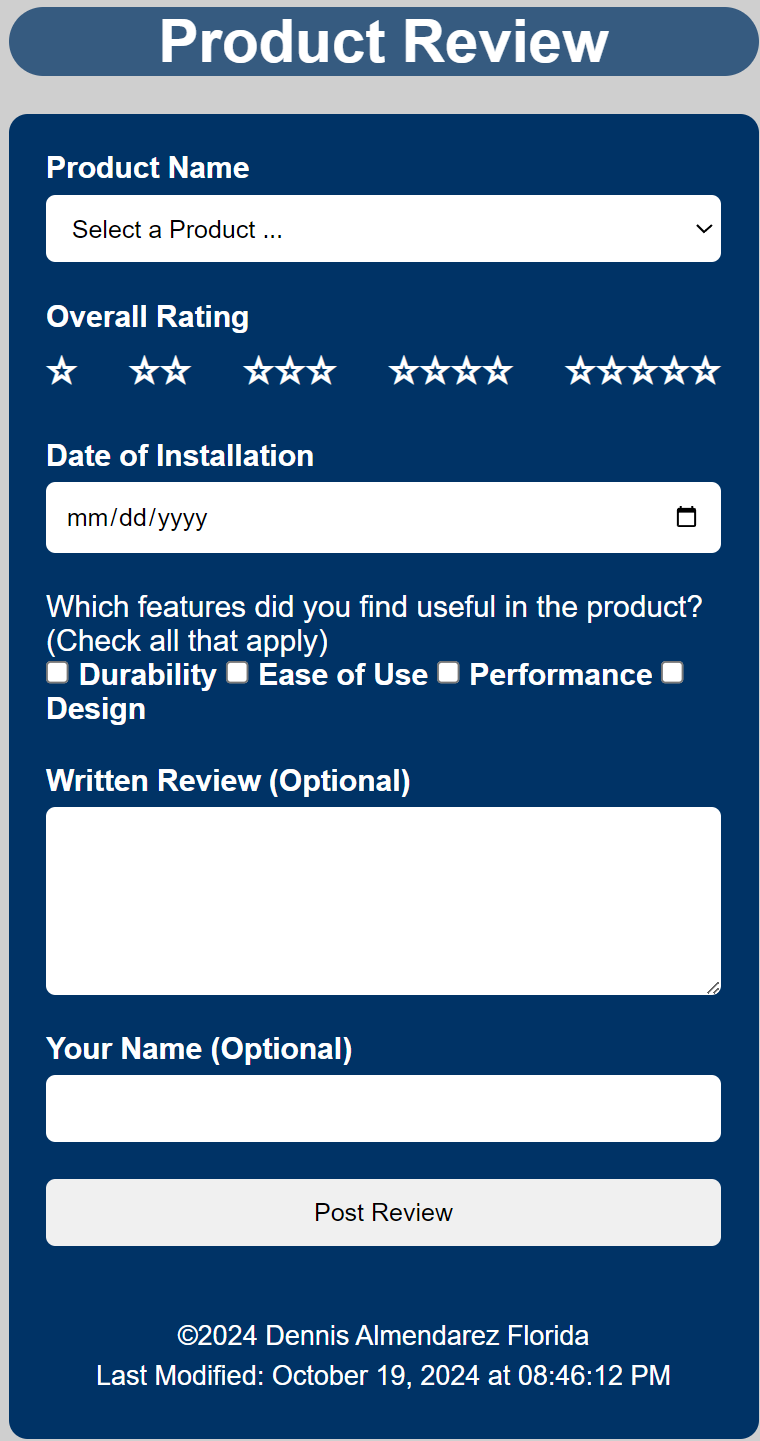 Product Review
Product Name
Select a Product ...
Overall Rating
☆ ☆☆ ☆☆☆ ☆☆☆☆ ☆☆☆☆☆
Date of Installation
mm/dd/yyyy
Which features did you find useful in the product?
(Check all that apply)
Durability Ease of Use Performance
Design
Written Review (Optional)
Your Name (Optional)
Post Review
©2024 Dennis Almendarez Florida
Last Modified: October 19, 2024 at 08:46:12 PM